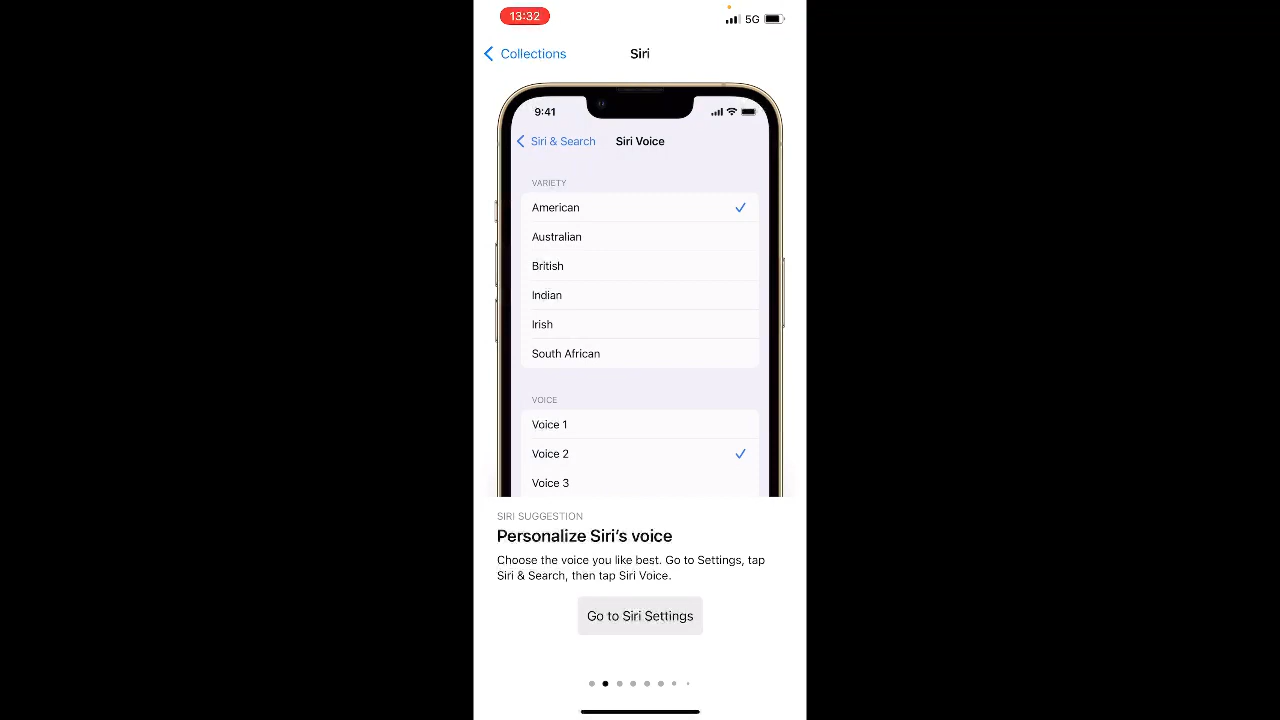 13:32
5G
Collections
Siri
9:41
Siri & Search
Siri Voice
VARIETY
American
Australian
British
Indian
Irish
South African
VOICE
Voice 1
Voice 2
Voice 3
SIRI SUGGESTION
Personalize Siri's voice
Choose the voice you like best. Go to Settings, tap
Siri & Search, then tap Siri Voice.
Go to Siri Settings